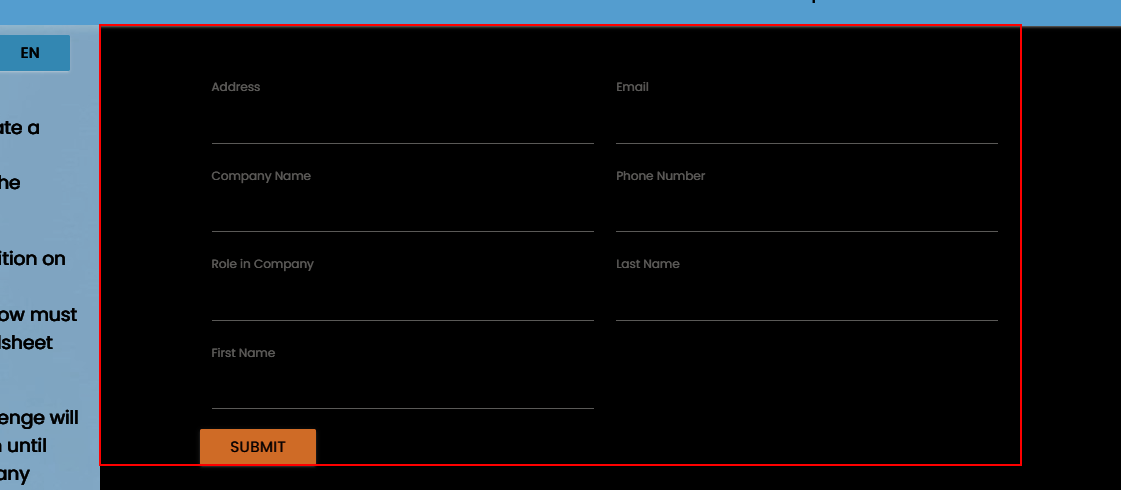 EN
ate a
he
ition on
ow must
sheet
enge will
until
any
Address
Email
Company Name
Phone Number
Role in Company
Last Name
First Name
SUBMIT